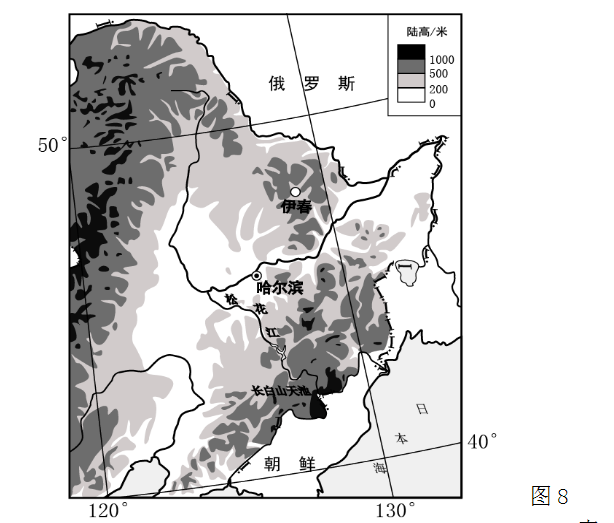 陆高/米
1000
500
200
0
俄 罗 斯
50°
伊春
哈尔滨
松
花
江
长白山天池
日
本
海
朝 鲜
40°
120°
130°
图 8